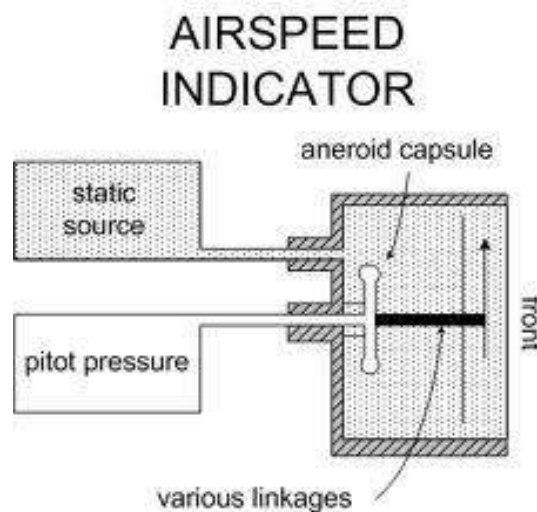 AIRSPEED
INDICATOR
aneroid capsule
static
source
front
pitot pressure
various linkages